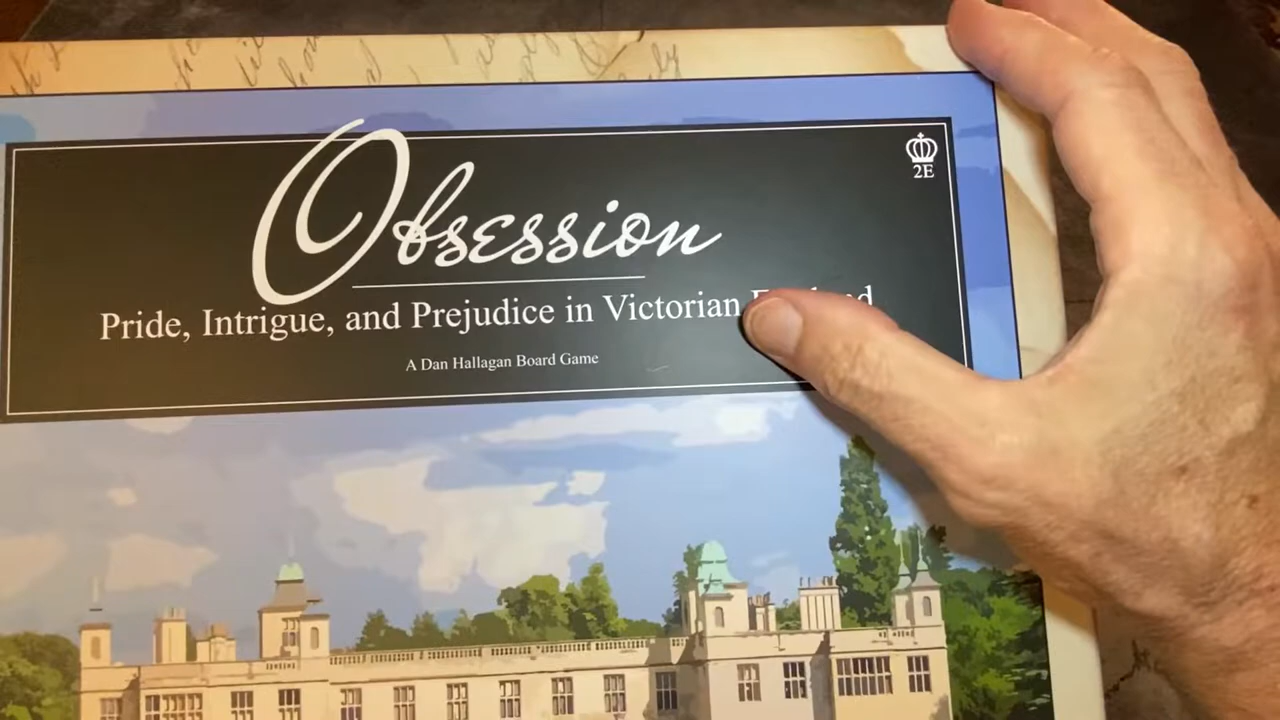 Obsession
2E
Pride, Intrigue, and Prejudice in Victorian
A Dan Hallagan Board Game